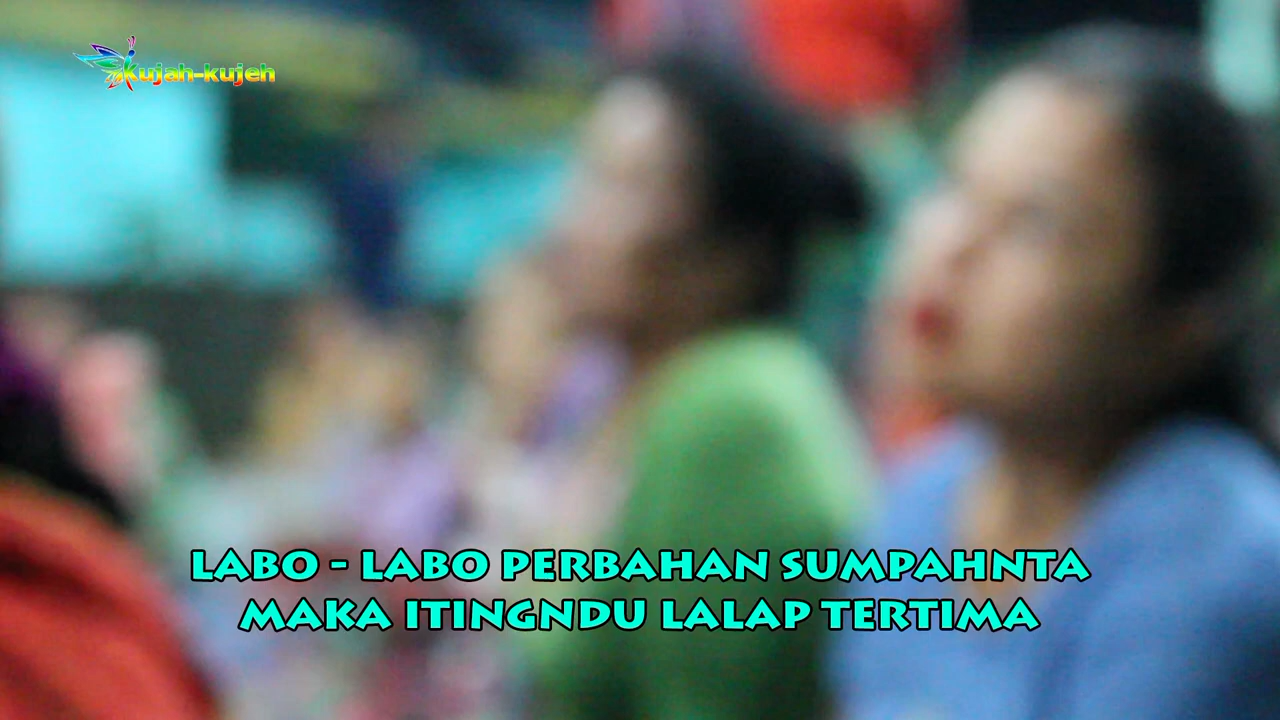 Kujah-kujeh
LABO - LABO PERBAHAN SUMPAHNTA
MAKA ITINGNDU LALAP TERTIMA